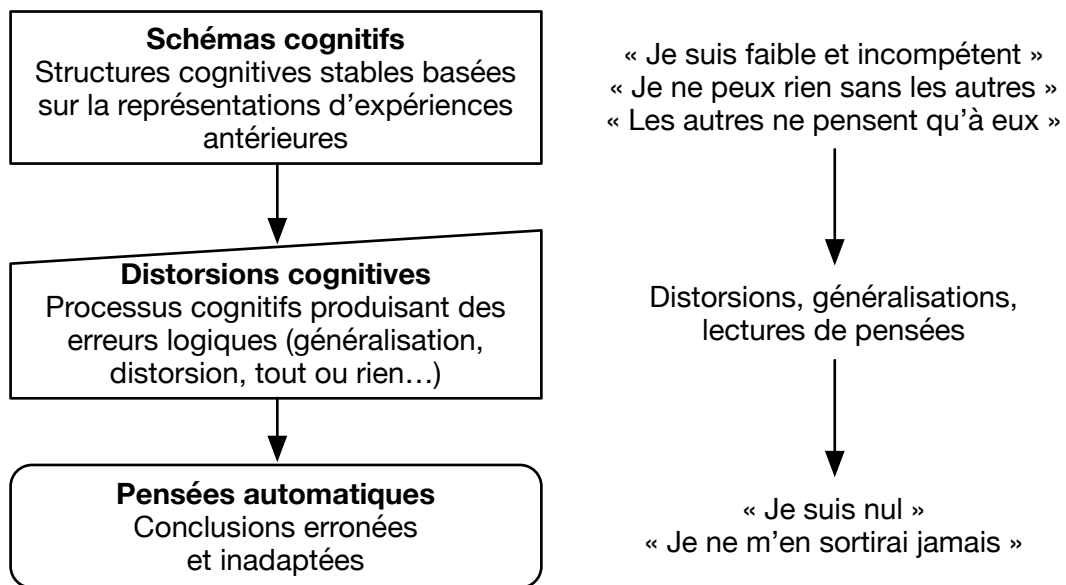 Schémas cognitifs
Structures cognitives stables basées
sur la représentations d’expériences
antérieures
« Je suis faible et incompétent »
« Je ne peux rien sans les autres »
« Les autres ne pensent qu’à eux »
Distorsions cognitives
Processus cognitifs produisant des
erreurs logiques (généralisation,
distorsion, tout ou rien…)
Distorsions, généralisations,
lectures de pensées
Pensées automatiques
Conclusions erronées
et inadaptées
« Je suis nul »
« Je ne m’en sortirai jamais »